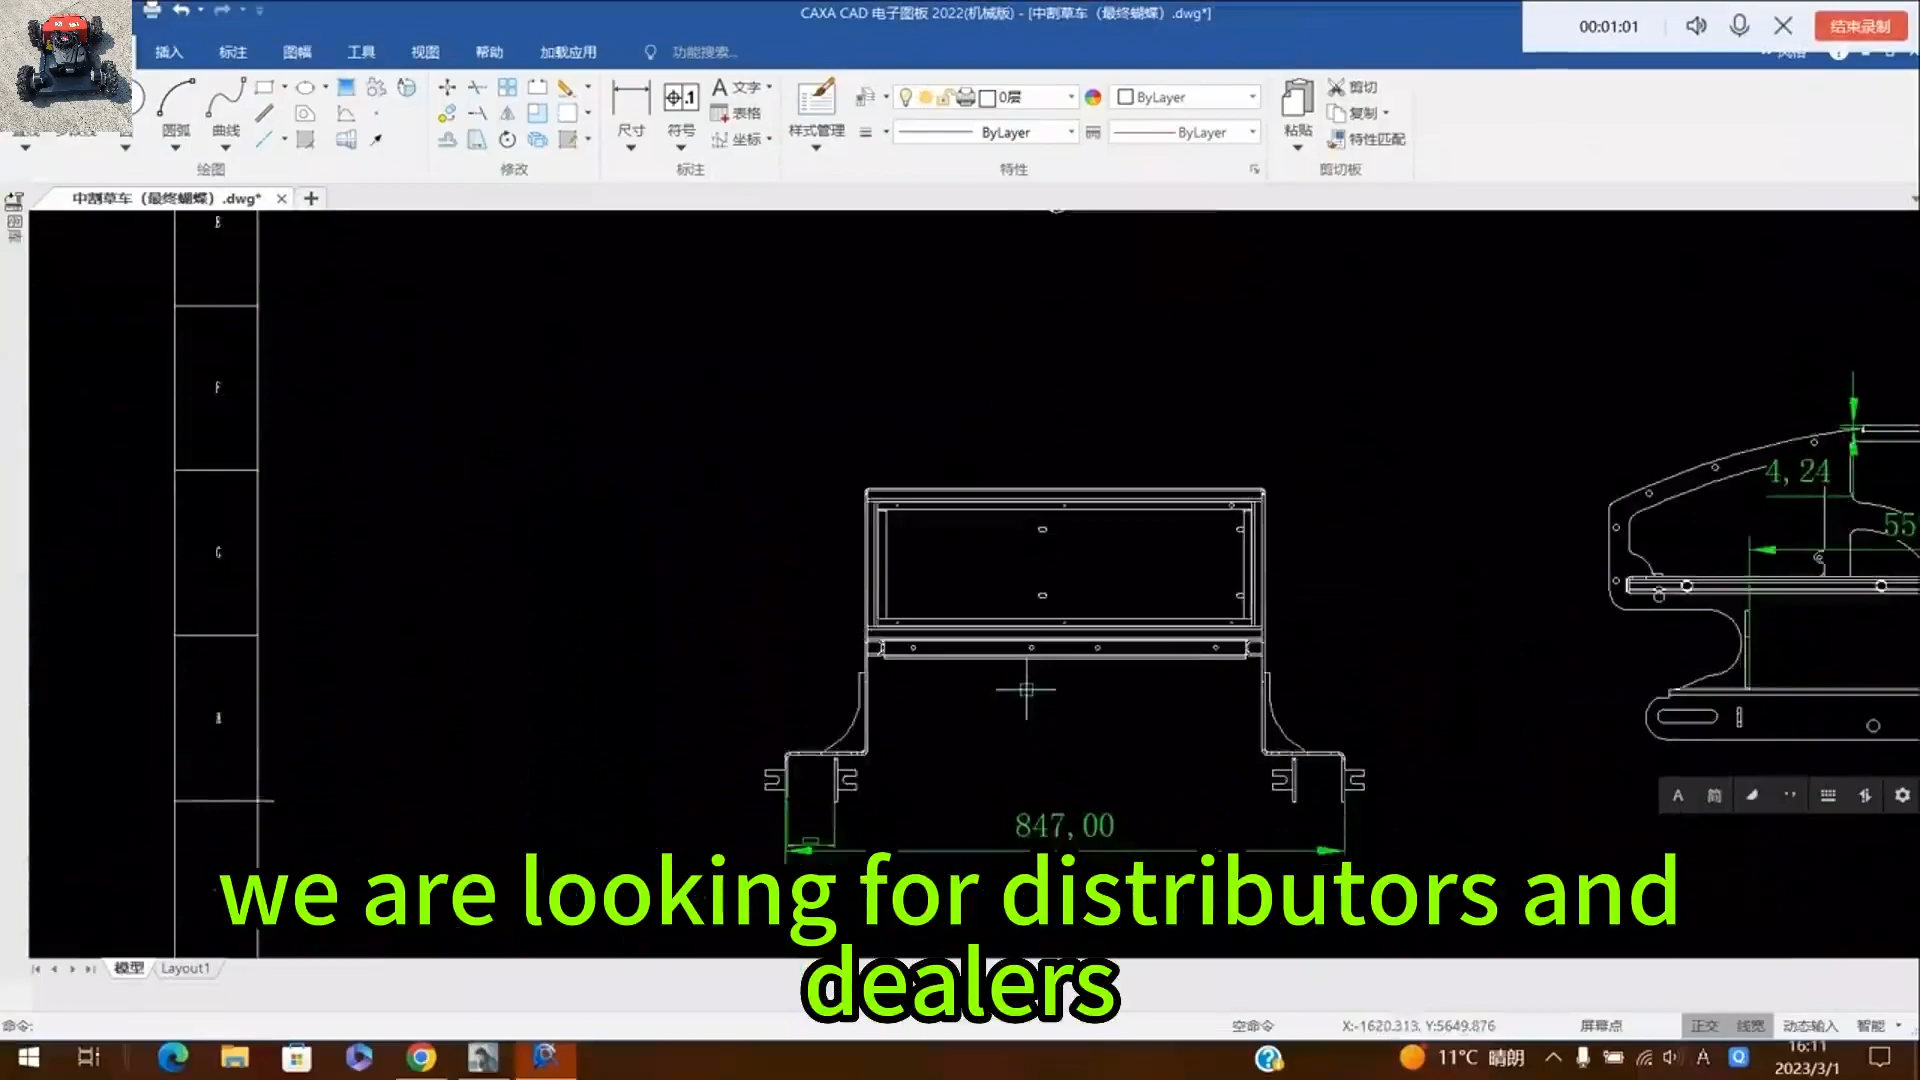 CAXA CAD 电子图板 2022(机械版) - [中割草车（最终蝴蝶）.dwg*]
00:01:01
结束录制
插入 标注 图幅 工具 视图 帮助 加载应用 功能搜索...
风格
圆弧 曲线
尺寸 符号
A 文字
表格
坐标
样式管理
0层
ByLayer
ByLayer
ByLayer
粘贴
剪切
复制
特性匹配
绘图 修改 标注 特性 剪切板
中割草车（最终蝴蝶）.dwg*
F
G
4,24
55
847,00
A 简
we are looking for distributors and
dealers
模型 Layout1
命令:
空命令 X:-1620.313, Y:5649.876 屏幕点 正交 线宽 动态输入 智能
11°C 晴朗
A
16:11
2023/3/1